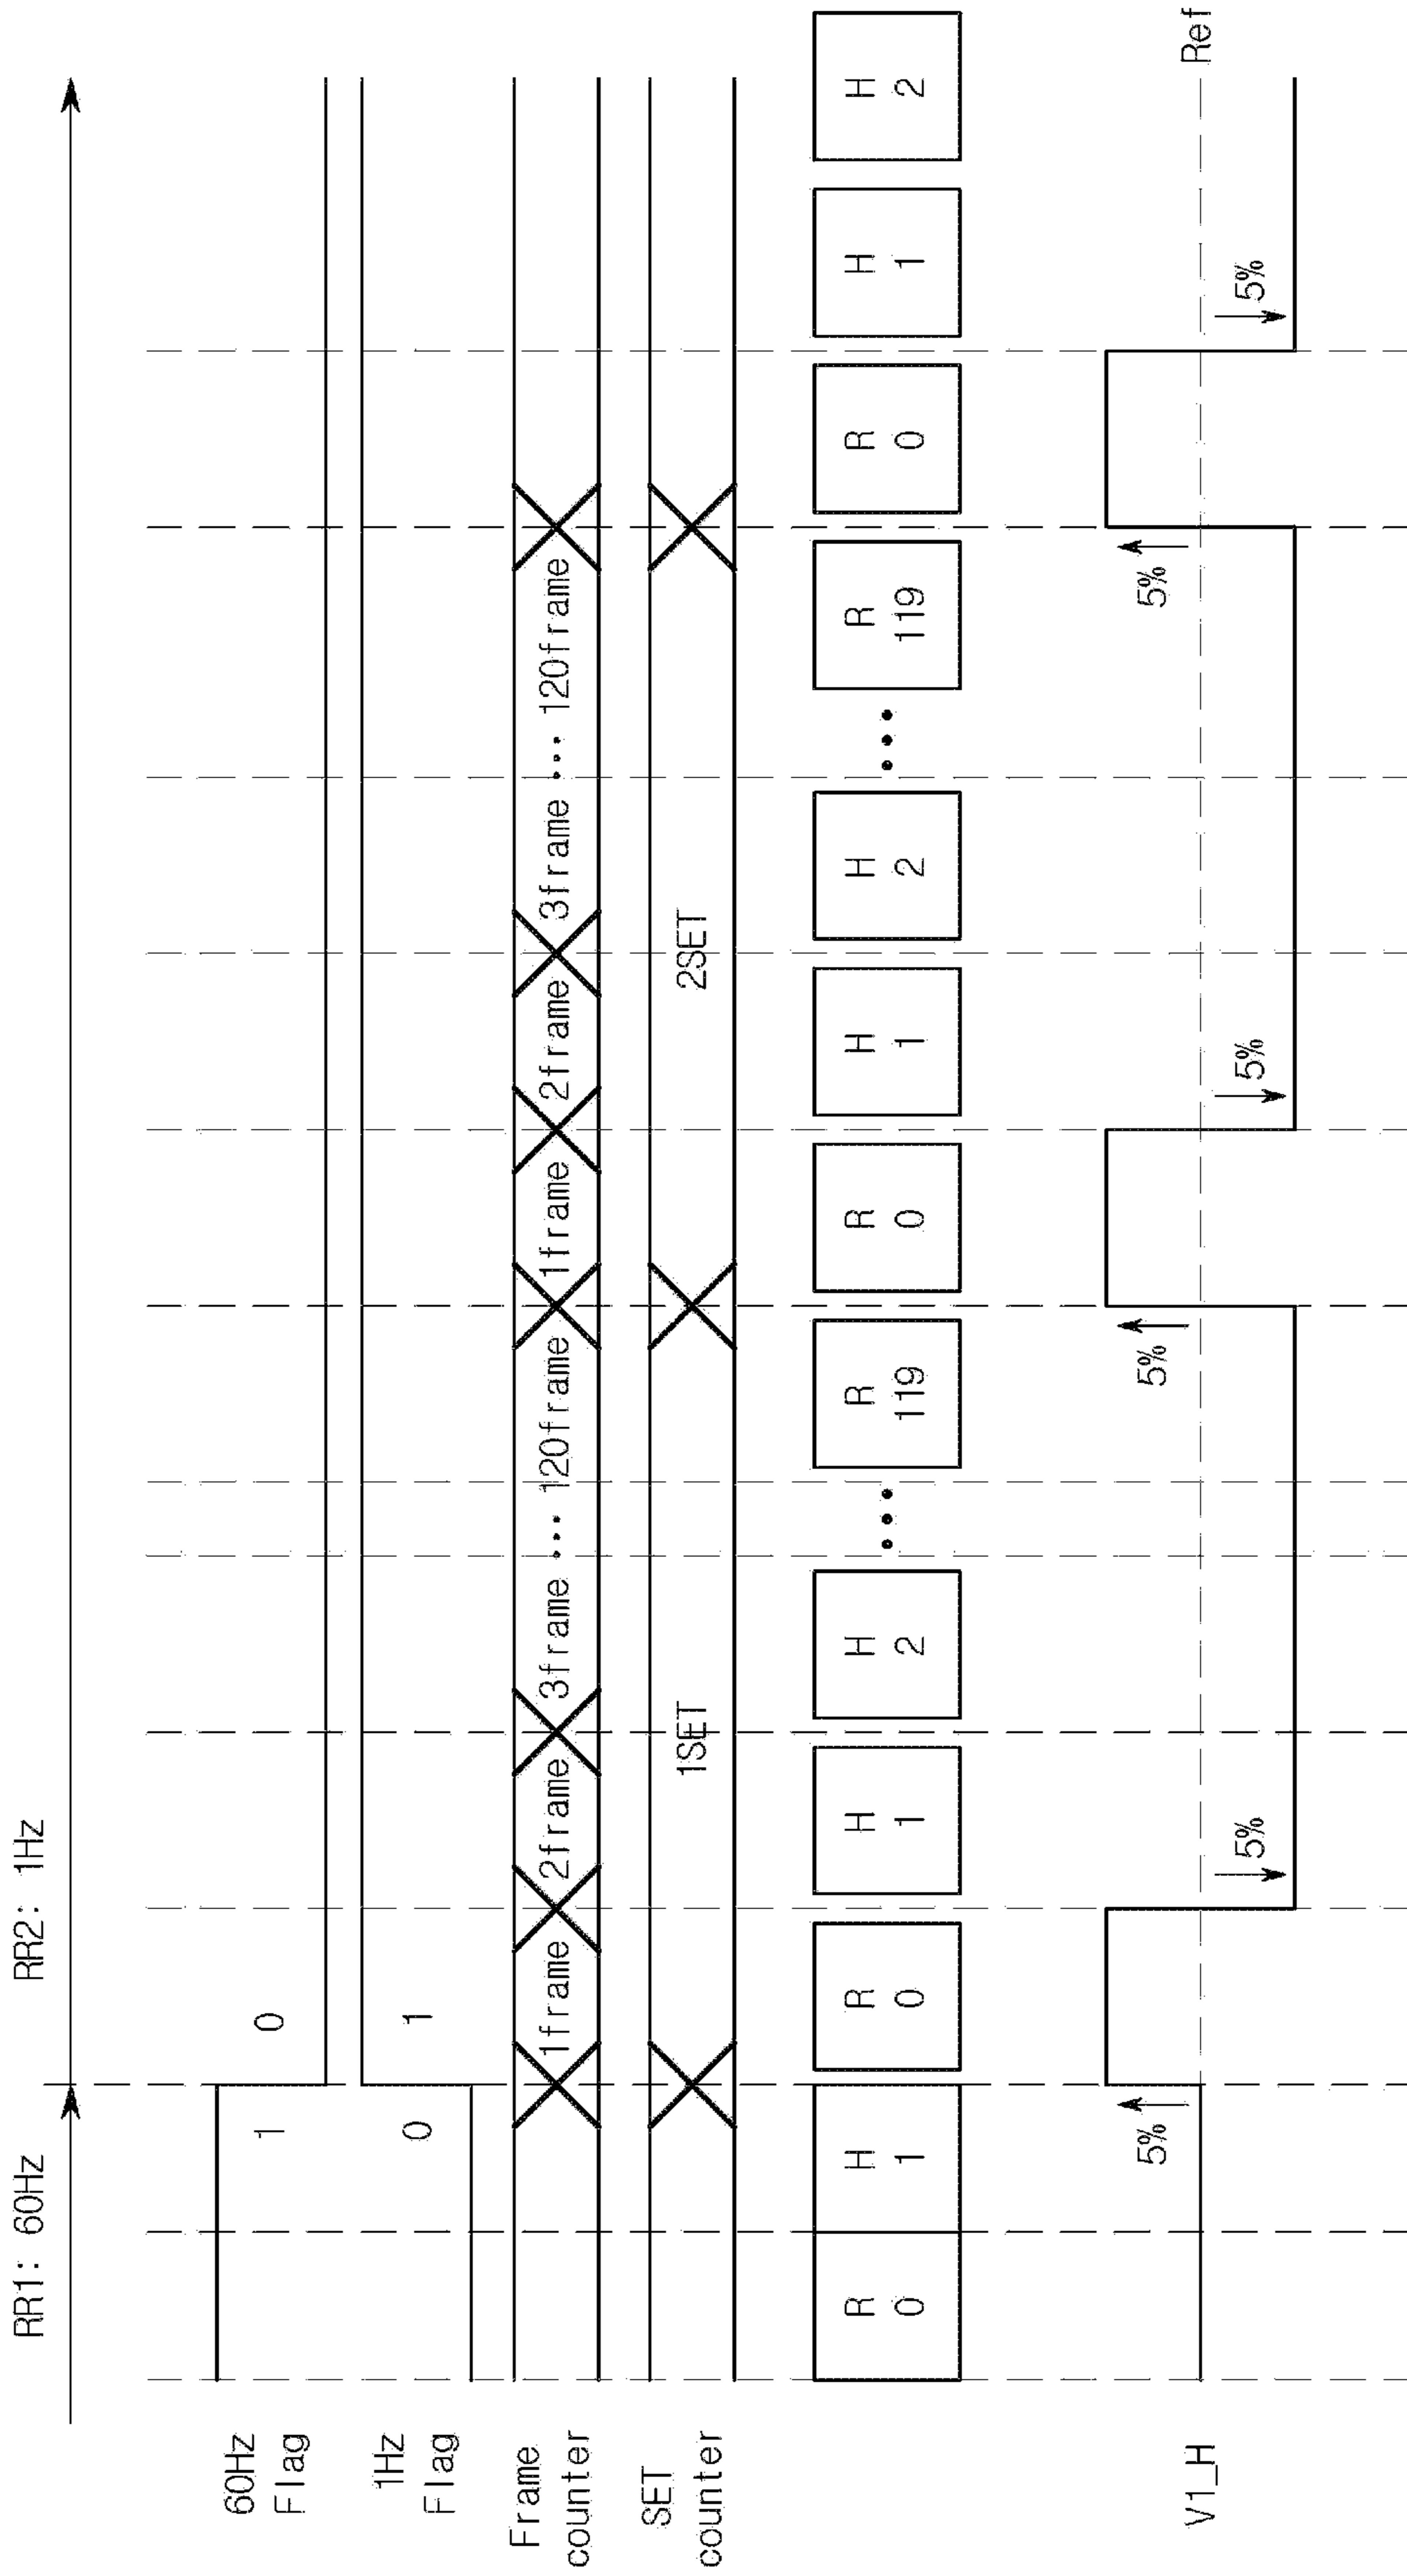 RR1: 60Hz
RR2: 1Hz
60Hz
Flag
1
0
1Hz
Flag
0
1
Frame
counter
1frame
2frame
3frame ... 120frame
1frame
2frame
3frame ... 120frame
SET
counter
1SET
2SET
R
0
H
1
R
0
H
1
H
2
...
R
119
R
0
H
1
H
2
...
R
119
R
0
H
1
H
2
V1_H
5%
5%
5%
5%
5%
5%
Ref